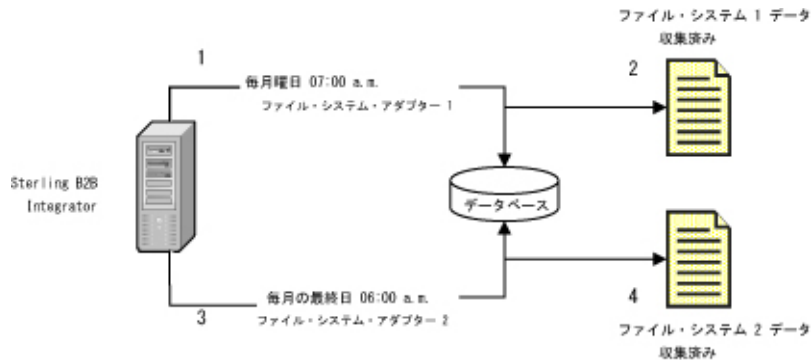 ファイル・システム 1 データ
収集済み
1
2
毎月曜日 07:00 a.m.
ファイル・システム・アダプター 1
Sterling B2B
Integrator
データベース
毎月の最終日 06:00 a.m.
3
ファイル・システム・アダプター 2
4
ファイル・システム 2 データ
収集済み